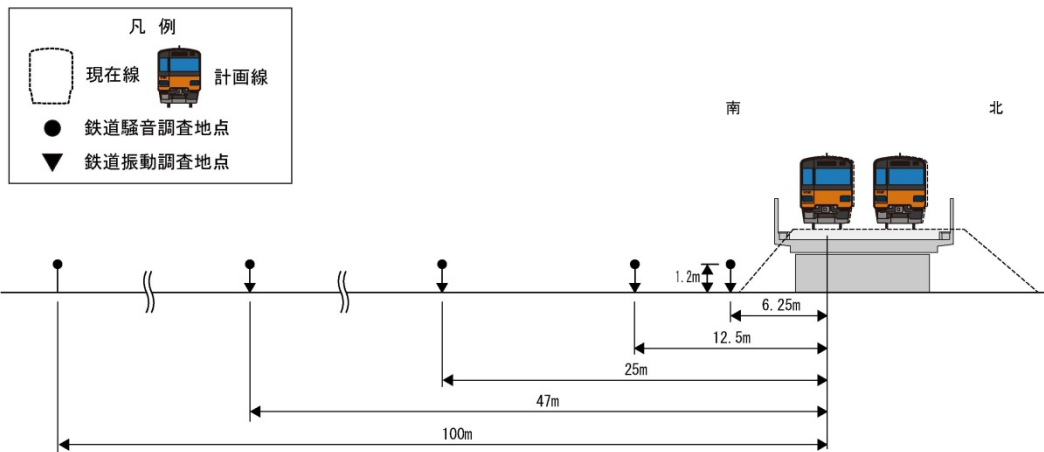 凡 例
現在線
計画線
鉄道騒音調査地点
鉄道振動調査地点
南
北
1.2m
6.25m
12.5m
25m
47m
100m